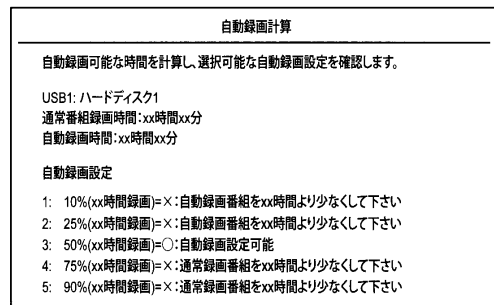 自動録画計算
自動録画可能な時間を計算し、選択可能な自動録画設定を確認します。
USB1: ハードディスク1
通常番組録画時間:xx時間xx分
自動録画時間:xx時間xx分
自動録画設定
1: 10%(xx時間録画)=×:自動録画番組をxx時間より少なくして下さい
2: 25%(xx時間録画)=×:自動録画番組をxx時間より少なくして下さい
3: 50%(xx時間録画)=○:自動録画設定可能
4: 75%(xx時間録画)=×:通常録画番組をxx時間より少なくして下さい
5: 90%(xx時間録画)=×:通常録画番組をxx時間より少なくして下さい